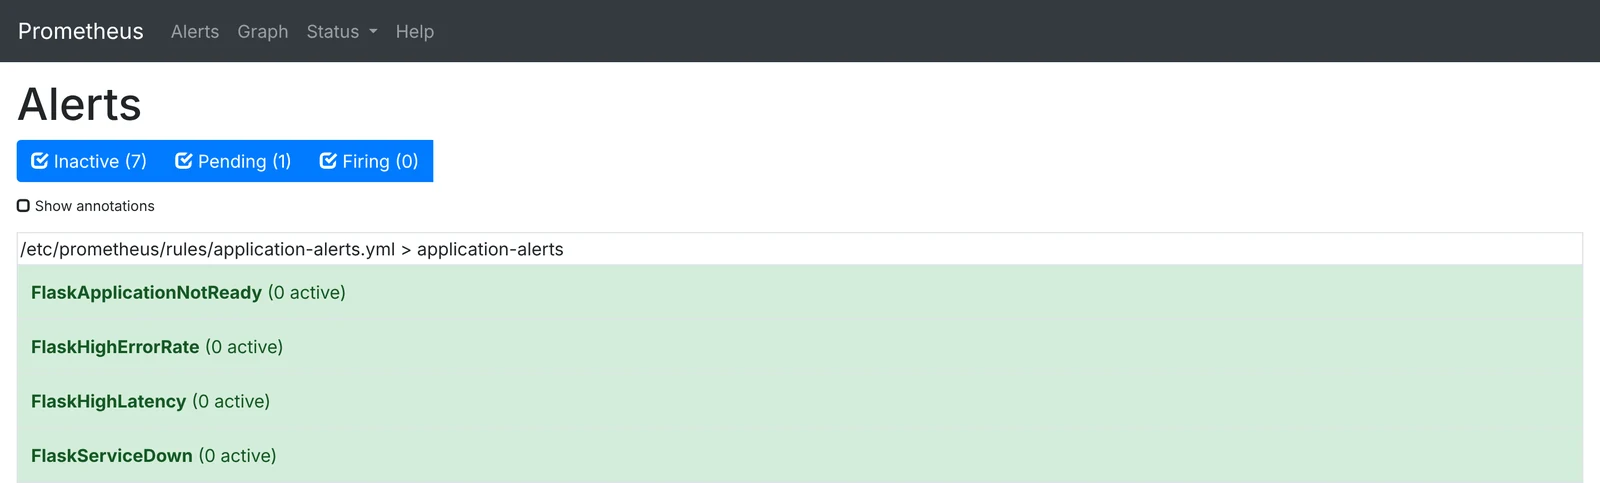 Prometheus Alerts Graph Status Help
Alerts
Inactive (7) Pending (1) Firing (0)
Show annotations
/etc/prometheus/rules/application-alerts.yml > application-alerts
FlaskApplicationNotReady (0 active)
FlaskHighErrorRate (0 active)
FlaskHighLatency (0 active)
FlaskServiceDown (0 active)